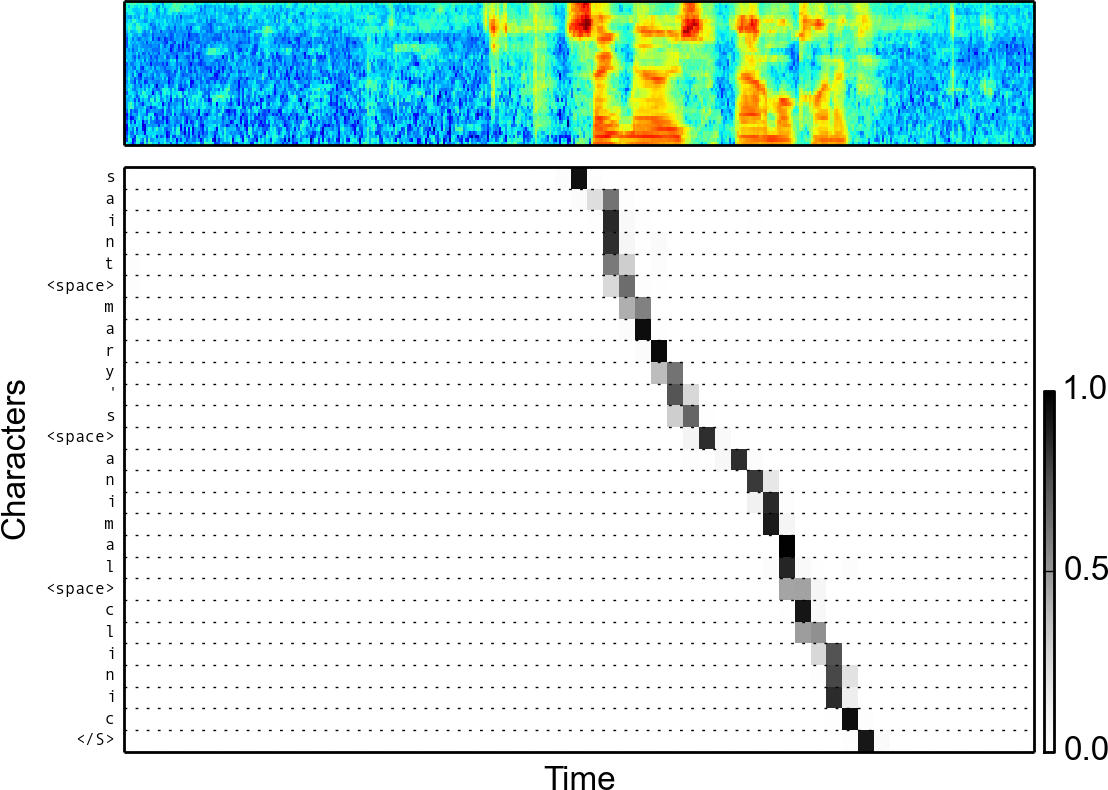 s
a
i
n
t
<space>
m
a
r
y
'
s
<space>
a
n
i
m
a
l
<space>
c
l
i
n
i
c
</S>
Characters
Time
1.0
0.5
0.0